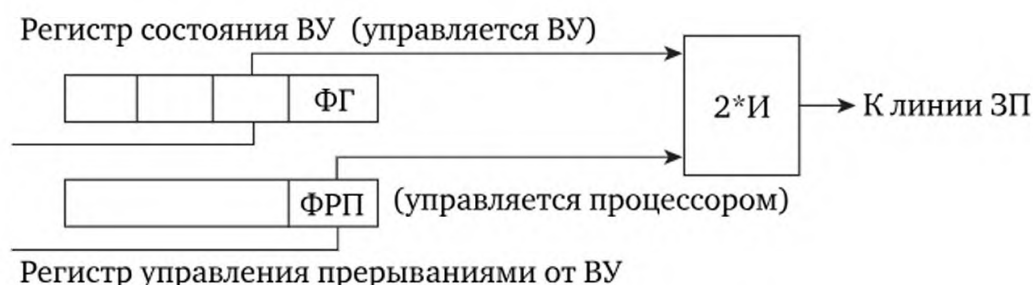 Регистр состояния ВУ (управляется ВУ)
ФГ
2*И
К линии ЗП
ФРП
(управляется процессором)
Регистр управления прерываниями от ВУ